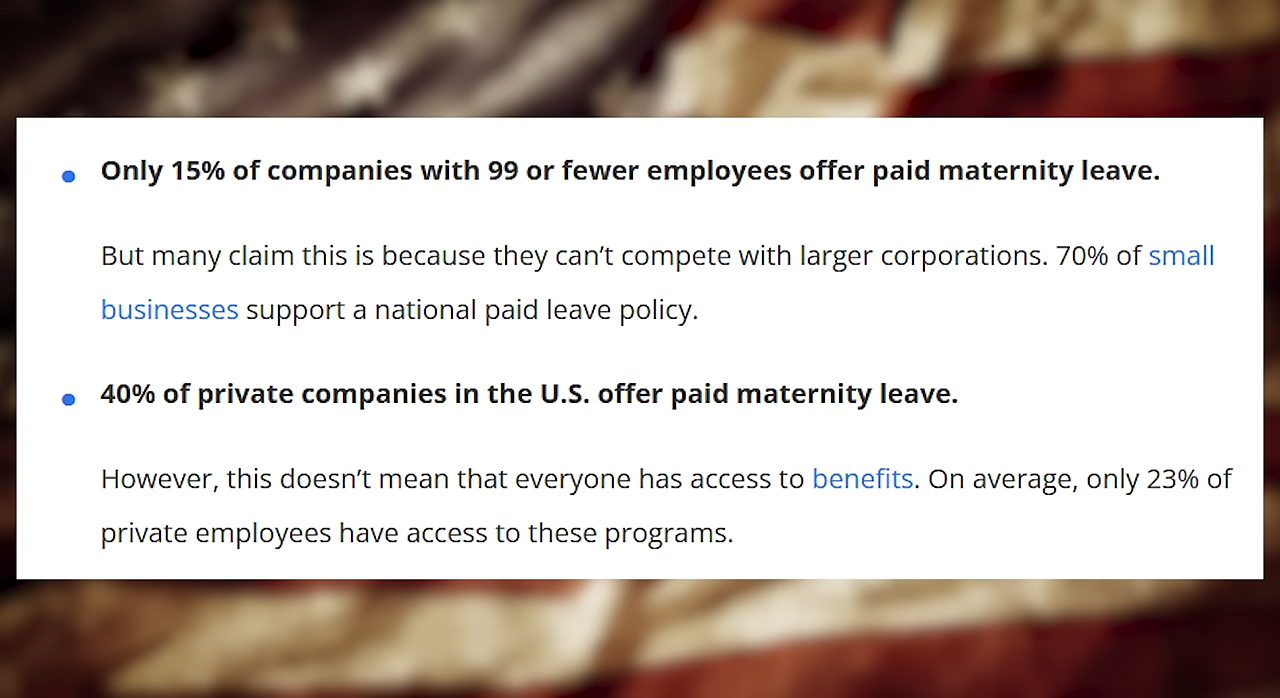 Only 15% of companies with 99 or fewer employees offer paid maternity leave.
But many claim this is because they can’t compete with larger corporations. 70% of small
businesses support a national paid leave policy.
40% of private companies in the U.S. offer paid maternity leave.
However, this doesn’t mean that everyone has access to benefits. On average, only 23% of
private employees have access to these programs.